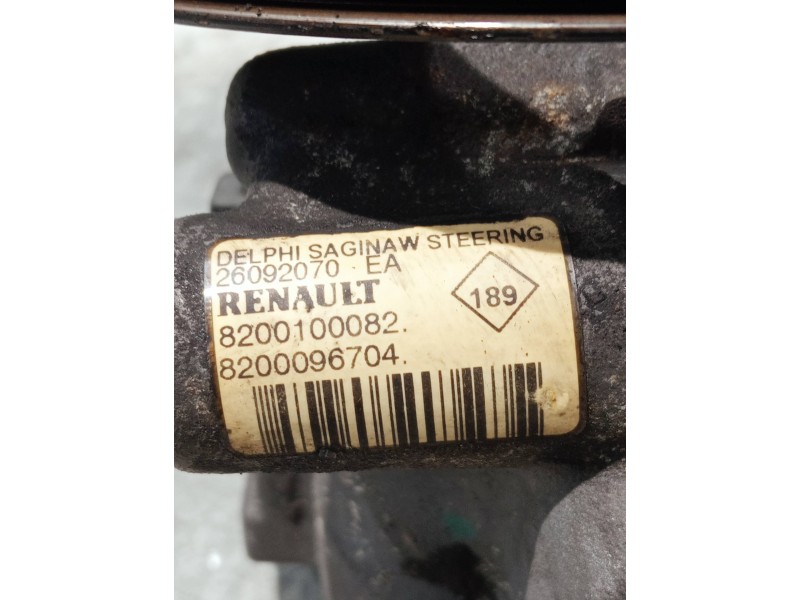 DELPHI SAGINAW STEERING
26092070 EA
RENAULT
189
8200100082.
8200096704.